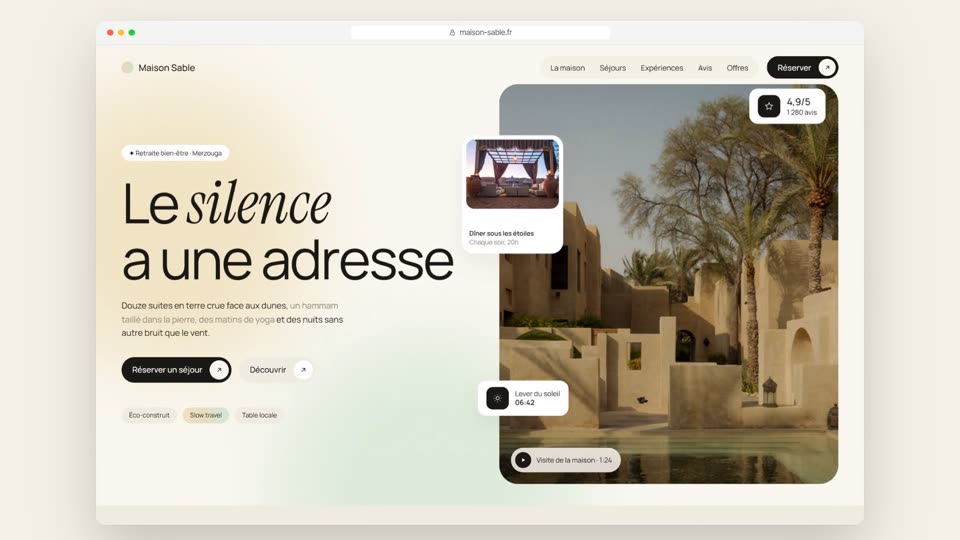 maison-sable.fr
Maison Sable
La maison
Séjours
Expériences
Avis
Offres
Réserver
4,9/5
1 280 avis
✦ Retraite bien-être · Merzouga
Le silence
a une adresse
Dîner sous les étoiles
Chaque soir, 20h
Douze suites en terre crue face aux dunes, un hammam
taillé dans la pierre, des matins de yoga et des nuits sans
autre bruit que le vent.
Réserver un séjour
Découvrir
Lever du soleil
06:42
Éco-construit
Slow travel
Table locale
Visite de la maison · 1:24